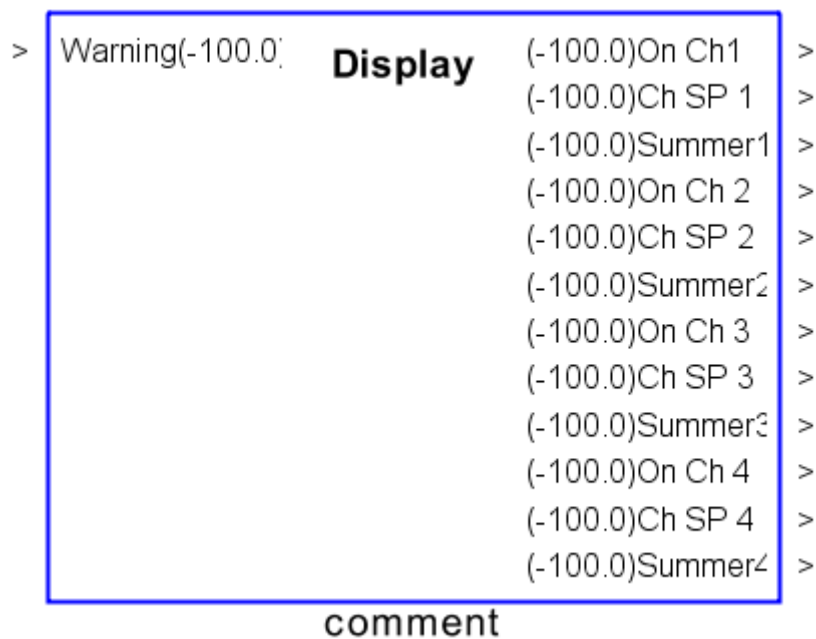 > Warning(-100.0) Display (-100.0)On Ch1 >
(-100.0)Ch SP 1 >
(-100.0)Summer1 >
(-100.0)On Ch 2 >
(-100.0)Ch SP 2 >
(-100.0)Summer2 >
(-100.0)On Ch 3 >
(-100.0)Ch SP 3 >
(-100.0)Summer3 >
(-100.0)On Ch 4 >
(-100.0)Ch SP 4 >
(-100.0)Summer4 >
comment